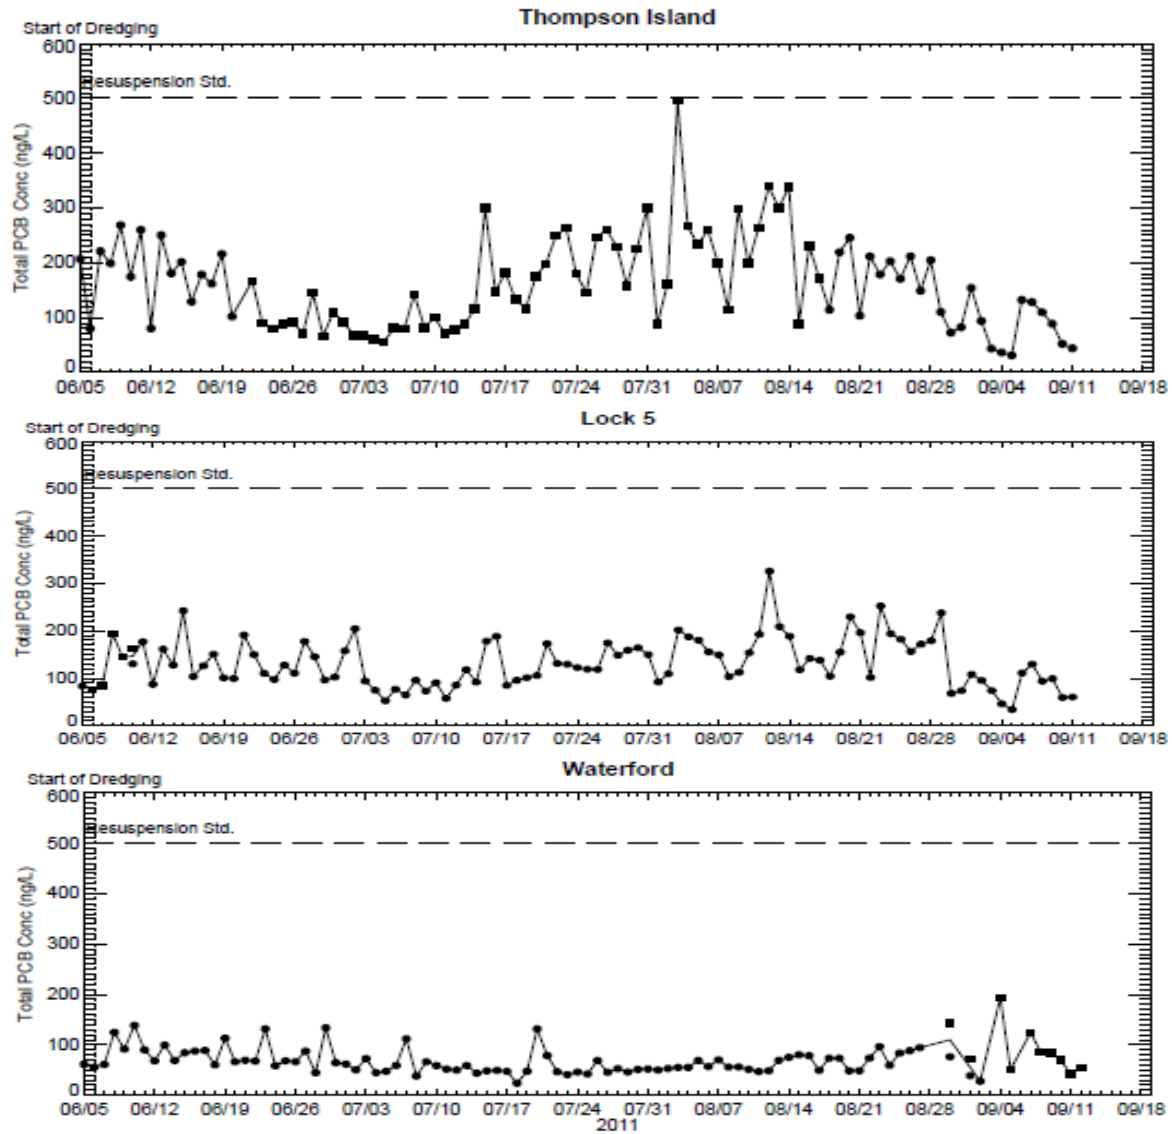 Thompson Island
Start of Dredging
Resuspension Std.
Total PCB Conc (ng/L)
600
500
400
300
200
100
0
06/05 06/12 06/19 06/26 07/03 07/10 07/17 07/24 07/31 08/07 08/14 08/21 08/28 09/04 09/11 09/18
Lock 5
Start of Dredging
Resuspension Std.
Total PCB Conc (ng/L)
600
500
400
300
200
100
0
06/05 06/12 06/19 06/26 07/03 07/10 07/17 07/24 07/31 08/07 08/14 08/21 08/28 09/04 09/11 09/18
Waterford
Start of Dredging
Resuspension Std.
Total PCB Conc (ng/L)
600
500
400
300
200
100
0
06/05 06/12 06/19 06/26 07/03 07/10 07/17 07/24 07/31 08/07 08/14 08/21 08/28 09/04 09/11 09/18
2011